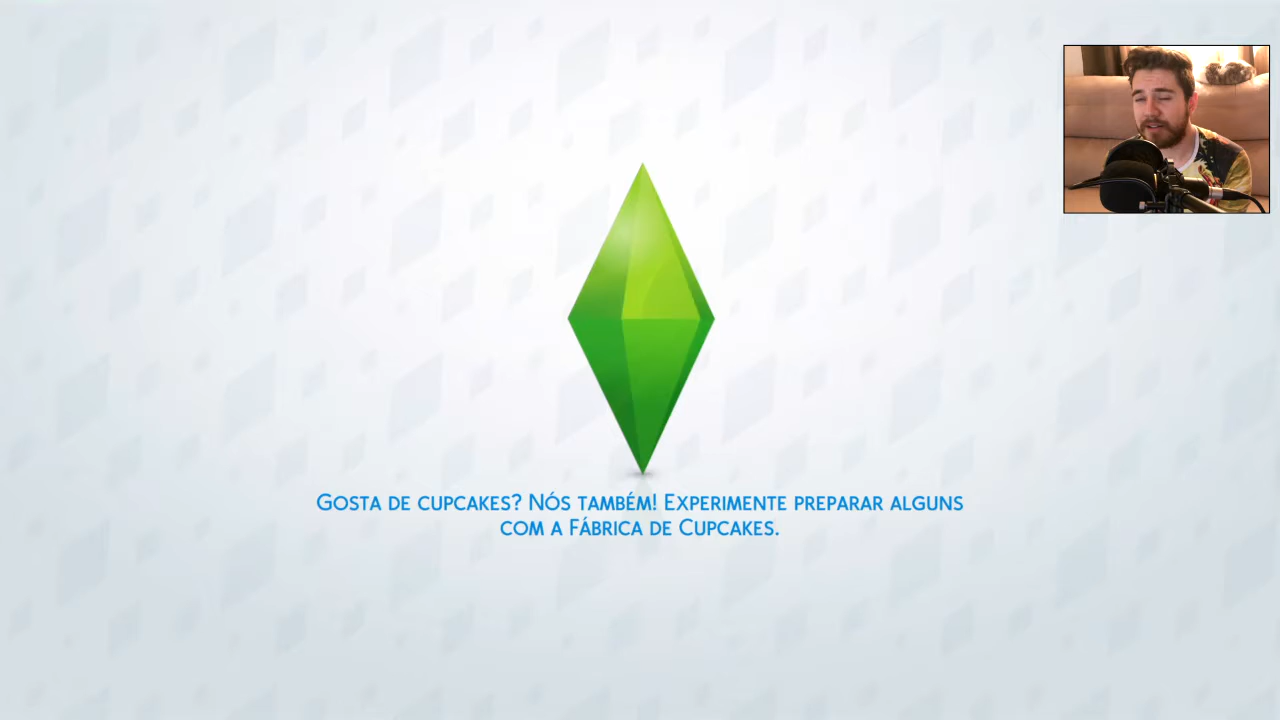 Gosta de cupcakes? Nós também! Experimente preparar alguns
com a Fábrica de Cupcakes.